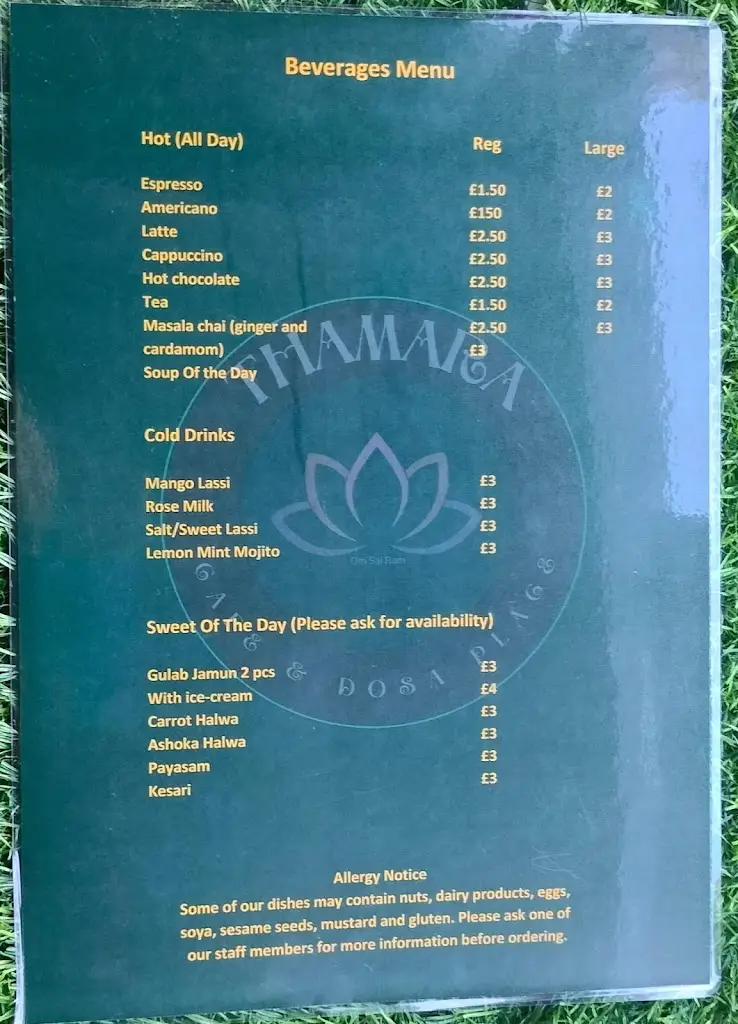 Beverages Menu
Hot (All Day) Reg Large
Espresso £1.50 £2
Americano £150 £2
Latte £2.50 £3
Cappuccino £2.50 £3
Hot chocolate £2.50 £3
Tea £1.50 £2
Masala chai (ginger and £2.50 £3
cardamom) £3
Soup Of the Day
THAMARA
Cold Drinks
Mango Lassi £3
Rose Milk £3
Salt/Sweet Lassi £3
Lemon Mint Mojito £3
Om Sai Ram
CAFE & DOSA PLACE
Sweet Of The Day (Please ask for availability)
Gulab Jamun 2 pcs £3
With ice-cream £4
Carrot Halwa £3
Ashoka Halwa £3
Payasam £3
Kesari £3
Allergy Notice
Some of our dishes may contain nuts, dairy products, eggs,
soya, sesame seeds, mustard and gluten. Please ask one of
our staff members for more information before ordering.